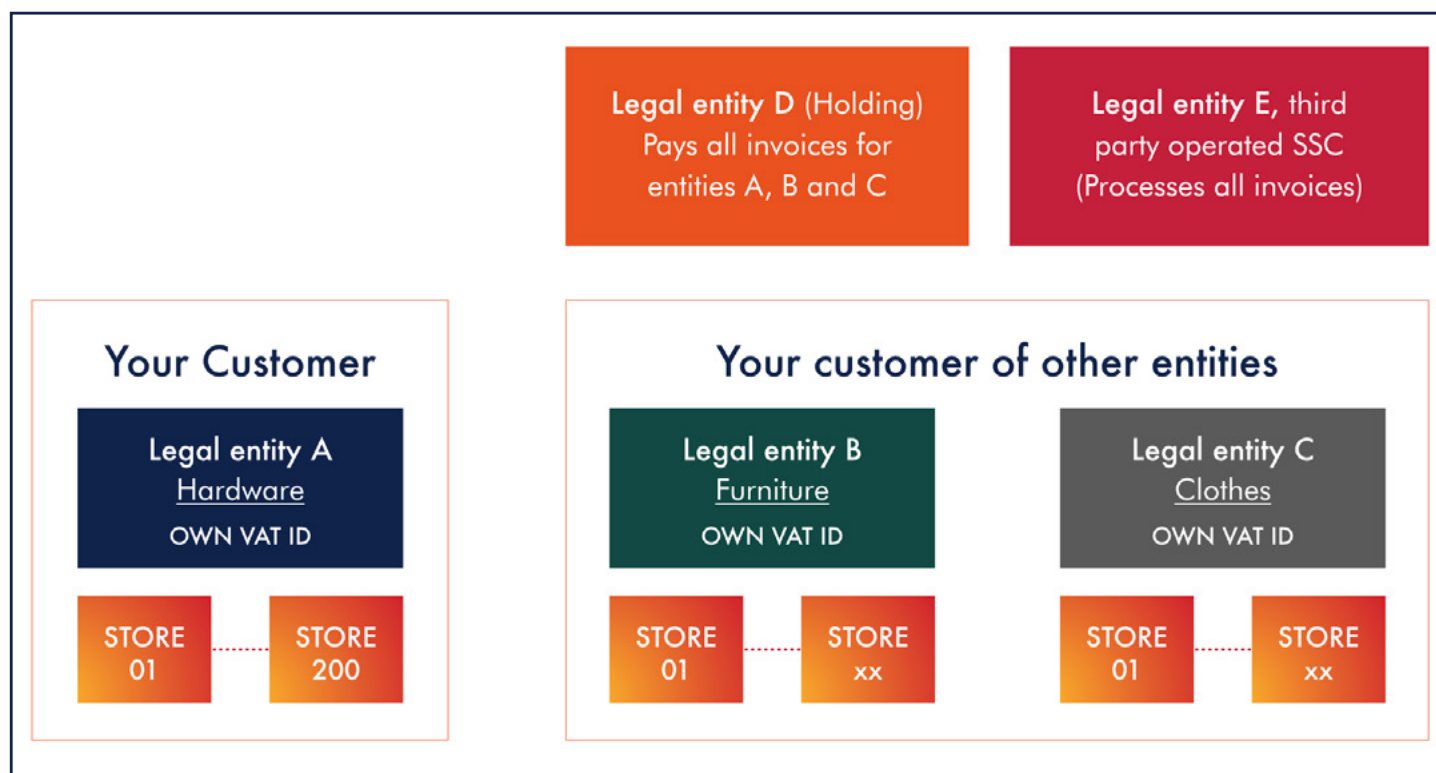 Legal entity D (Holding)
Pays all invoices for
entities A, B and C
Legal entity E, third
party operated SSC
(Processes all invoices)
Your Customer
Legal entity A
Hardware
OWN VAT ID
STORE
01
STORE
200
Your customer of other entities
Legal entity B
Furniture
OWN VAT ID
STORE
01
STORE
xx
Legal entity C
Clothes
OWN VAT ID
STORE
01
STORE
xx